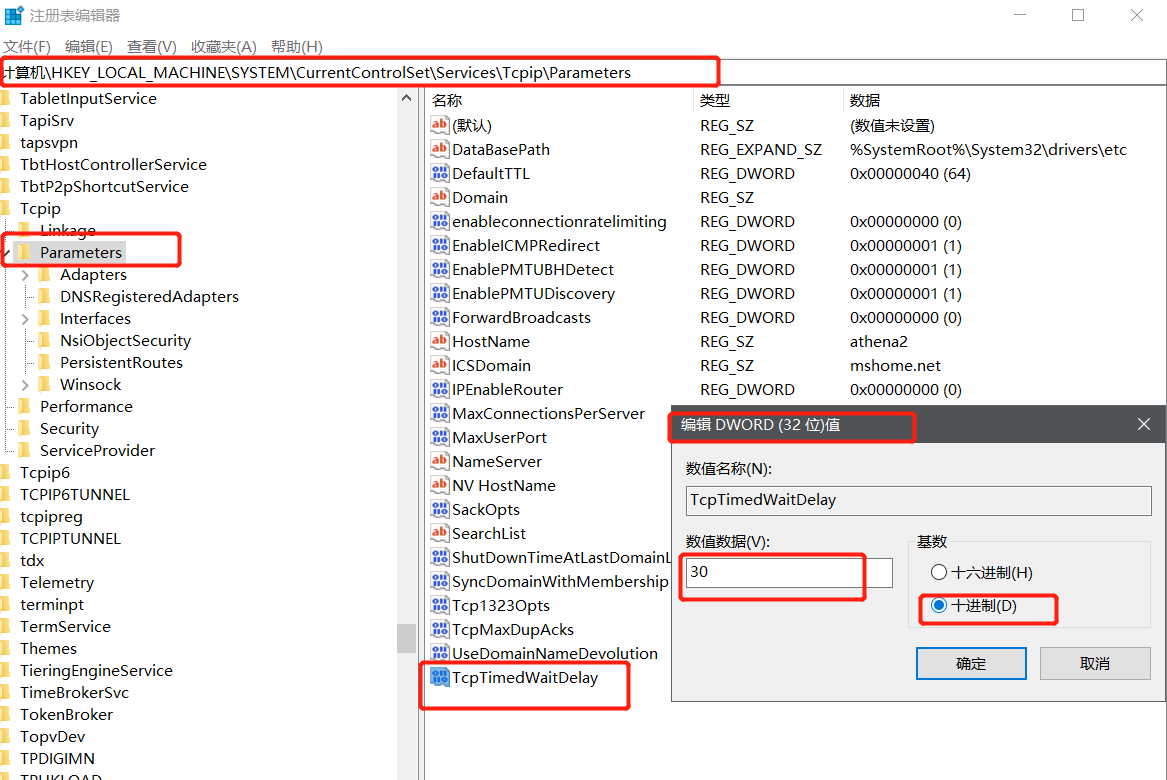 注册表编辑器
文件(F) 编辑(E) 查看(V) 收藏夹(A) 帮助(H)
计算机\HKEY_LOCAL_MACHINE\SYSTEM\CurrentControlSet\Services\Tcpip\Parameters
TabletInputService
TapiSrv
tapsvpn
TbtHostControllerService
TbtP2pShortcutService
Tcpip
Linkage
Parameters
Adapters
DNSRegisteredAdapters
Interfaces
NsiObjectSecurity
PersistentRoutes
Winsock
Performance
Security
ServiceProvider
Tcpip6
TCPIP6TUNNEL
tcpipreg
TCPIPTUNNEL
tdx
Telemetry
terminpt
TermService
Themes
TieringEngineService
TimeBrokerSvc
TokenBroker
TopvDev
TPDIGIMN
TPHKLOAD
名称 类型 数据
(默认) REG_SZ (数值未设置)
DataBasePath REG_EXPAND_SZ %SystemRoot%\System32\drivers\etc
DefaultTTL REG_DWORD 0x00000040 (64)
Domain REG_SZ
enableconnectionratelimiting REG_DWORD 0x00000000 (0)
EnableICMPRedirect REG_DWORD 0x00000001 (1)
EnablePMTUBHDetect REG_DWORD 0x00000001 (1)
EnablePMTUDiscovery REG_DWORD 0x00000001 (1)
ForwardBroadcasts REG_DWORD 0x00000000 (0)
HostName REG_SZ athena2
ICSDomain REG_SZ mshome.net
IPEnableRouter REG_DWORD 0x00000000 (0)
MaxConnectionsPerServer
MaxUserPort
NameServer
NV HostName
SackOpts
SearchList
ShutDownTimeAtLastDomainL
SyncDomainWithMembership
Tcp1323Opts
TcpMaxDupAcks
UseDomainNameDevolution
TcpTimedWaitDelay
编辑 DWORD (32 位)值
数值名称(N):
TcpTimedWaitDelay
数值数据(V):
30
基数
十六进制(H)
十进制(D)
确定 取消